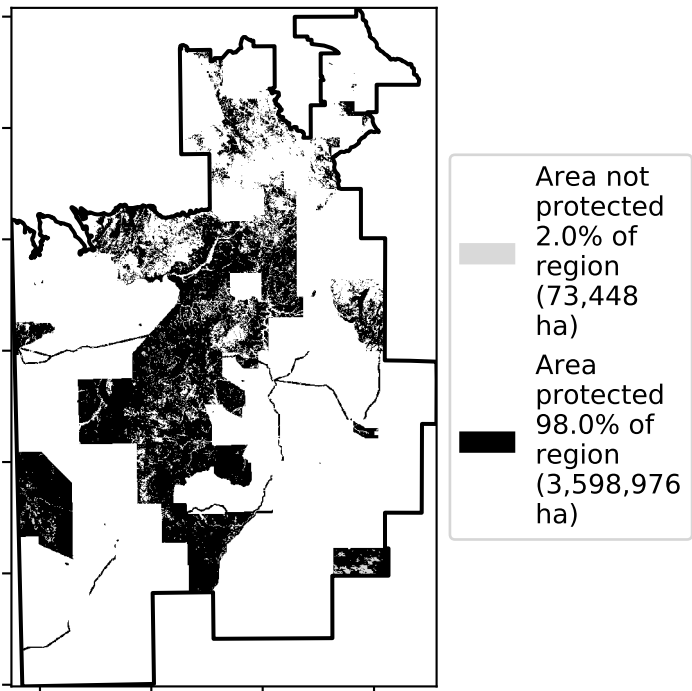 Area not
protected
2.0% of
region
(73,448
ha)
Area
protected
98.0% of
region
(3,598,976
ha)